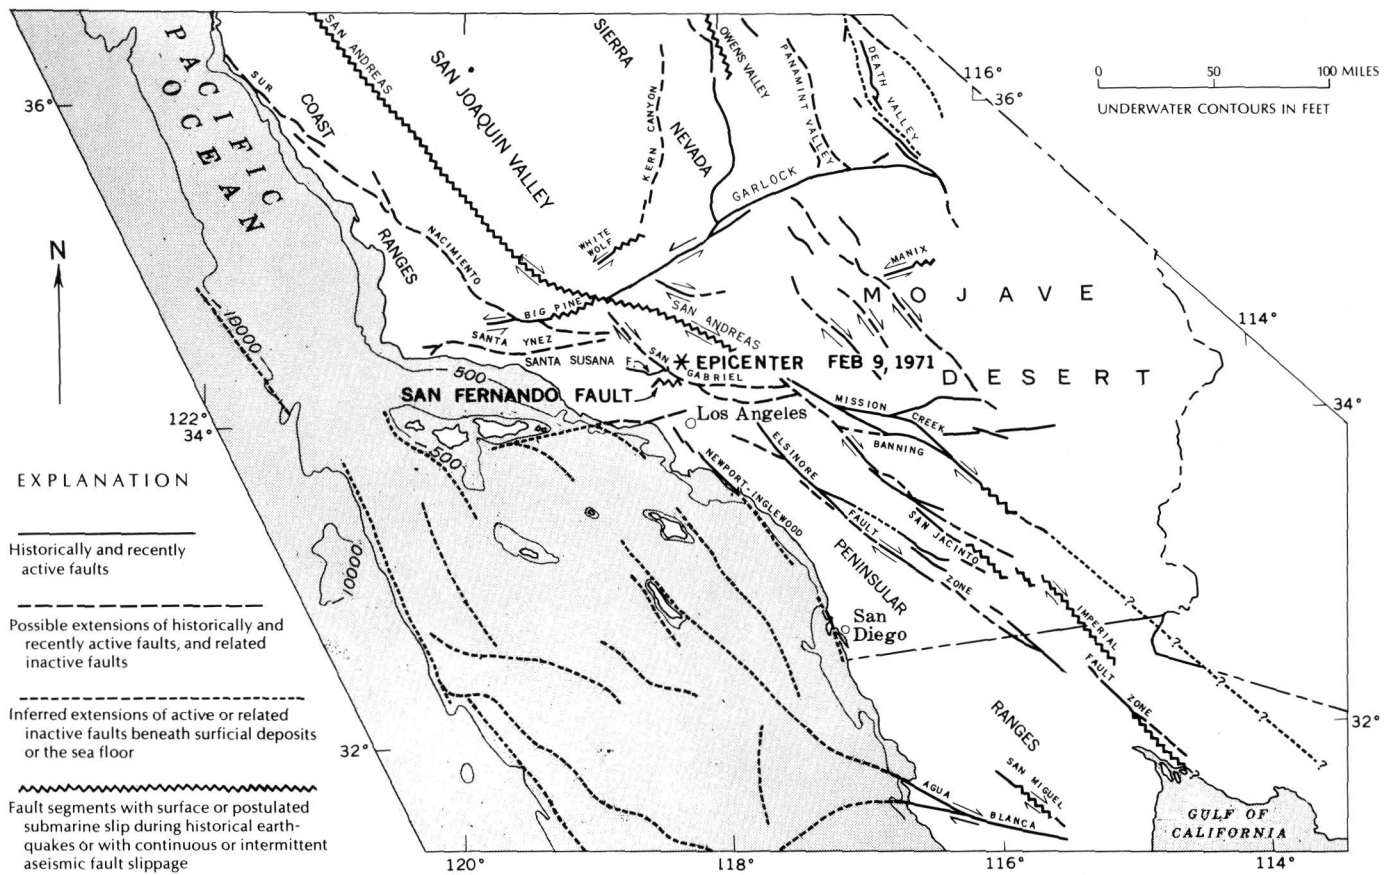 PACIFIC
OCEAN
SUR
COAST
RANGES
SAN ANDREAS
SAN JOAQUIN VALLEY
SIERRA
NEVADA
KERN CANYON
OWENS VALLEY
PANAMINT VALLEY
DEATH VALLEY
116°
36°
0 50 100 MILES
UNDERWATER CONTOURS IN FEET
36°
N
NACIMIENTO
WHITE
WOLF
GARLOCK
MANIX
MOJAVE
DESERT
114°
BIG PINE
SAN ANDREAS
SANTA YNEZ
SANTA SUSANA F.
SAN
GABRIEL
EPICENTER FEB 9, 1971
SAN FERNANDO FAULT
10000
500
500
122°
34°
34°
Los Angeles
MISSION
CREEK
BANNING
ELSINORE
FAULT
ZONE
NEWPORT-INGLEWOOD
SAN JACINTO
PENINSULAR
RANGES
San
Diego
IMPERIAL
FAULT
ZONE
?
?
?
?
?
10000
32°
32°
SAN MIGUEL
AGUA
BLANCA
GULF OF
CALIFORNIA
120°
118°
116°
114°
EXPLANATION
Historically and recently
active faults
Possible extensions of historically and
recently active faults, and related
inactive faults
Inferred extensions of active or related
inactive faults beneath surficial deposits
or the sea floor
Fault segments with surface or postulated
submarine slip during historical earth-
quakes or with continuous or intermittent
aseismic fault slippage